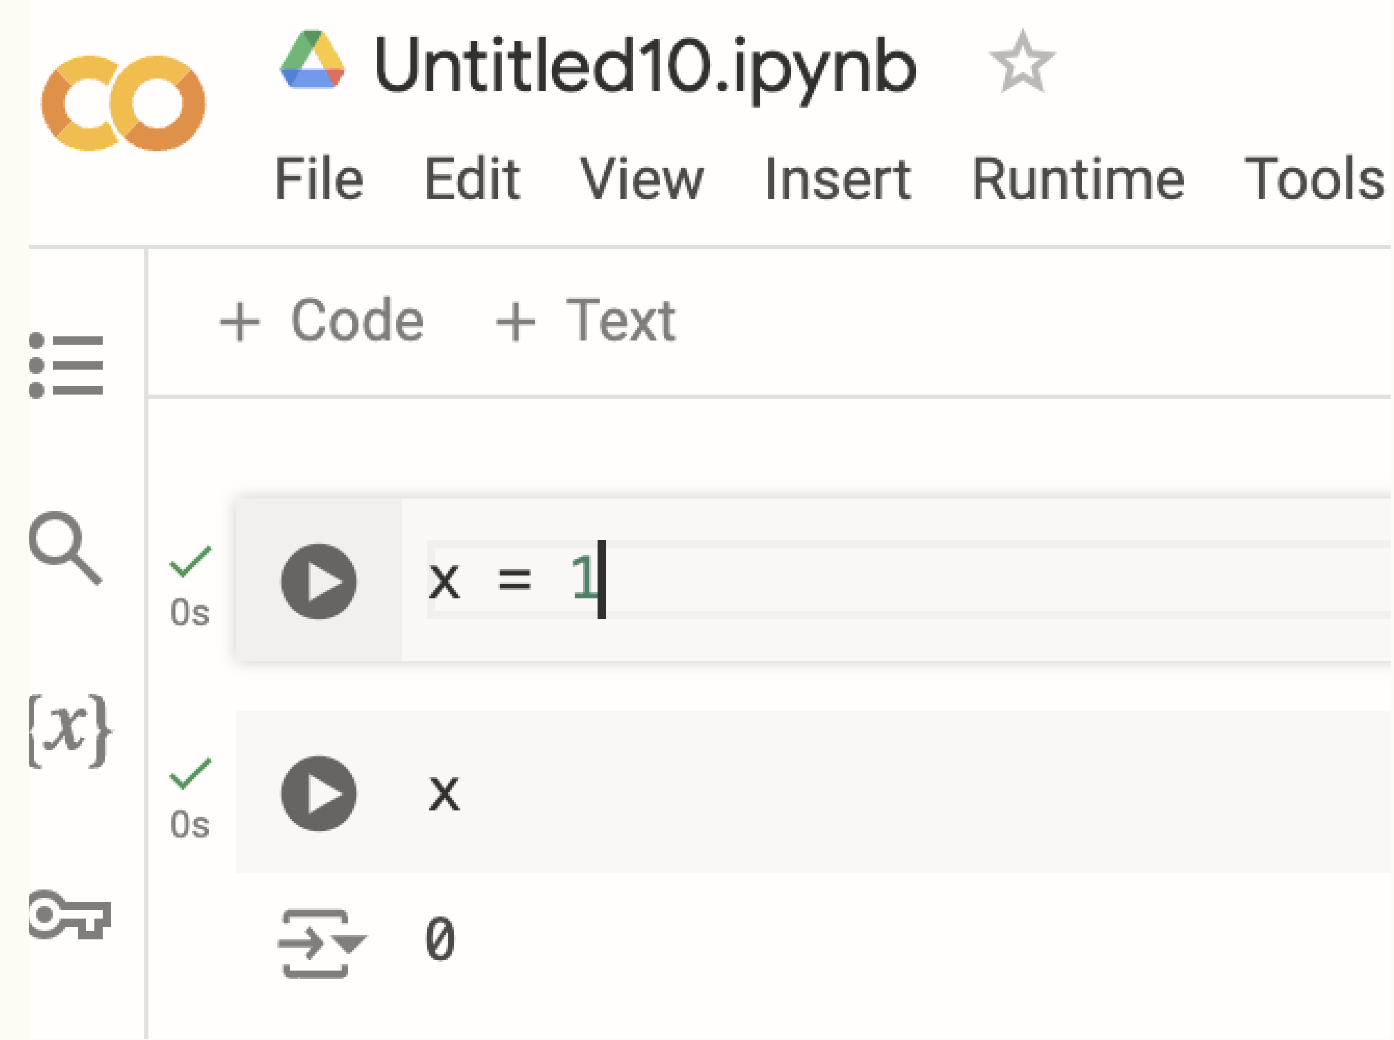 CO
Untitled10.ipynb
File Edit View Insert Runtime Tools
+ Code + Text
x = 1
0s
{x}
x
0s
0